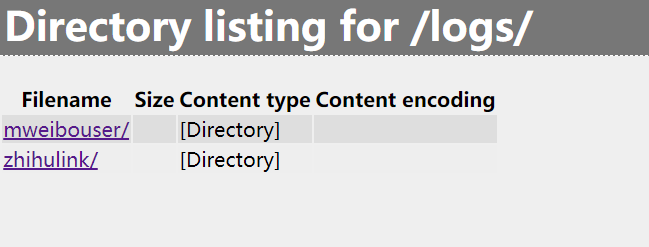 Directory listing for /logs/
Filename Size Content type Content encoding
mweibouser/ [Directory]
zhihulink/ [Directory]